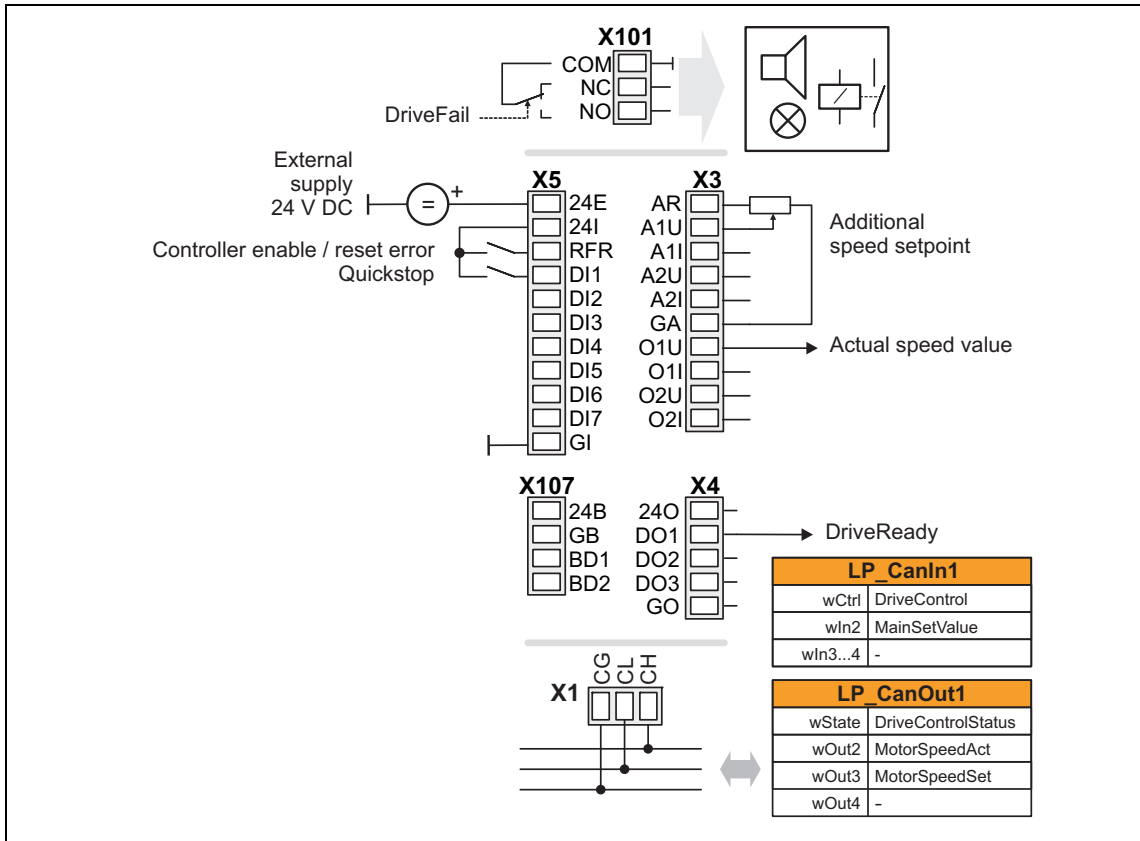 X101
COM
NC
NO
DriveFail
External
supply
24 V DC
=
+
Controller enable / reset error
Quickstop
X5
24E
24I
RFR
DI1
DI2
DI3
DI4
DI5
DI6
DI7
GI
X3
AR
A1U
A1I
A2U
A2I
GA
O1U
O1I
O2U
O2I
Additional
speed setpoint
Actual speed value
X107
24B
GB
BD1
BD2
X4
24O
DO1
DO2
DO3
GO
DriveReady
LP_CanIn1
wCtrl DriveControl
wIn2 MainSetValue
wIn3...4 -
X1
CG
CL
CH
LP_CanOut1
wState DriveControlStatus
wOut2 MotorSpeedAct
wOut3 MotorSpeedSet
wOut4 -